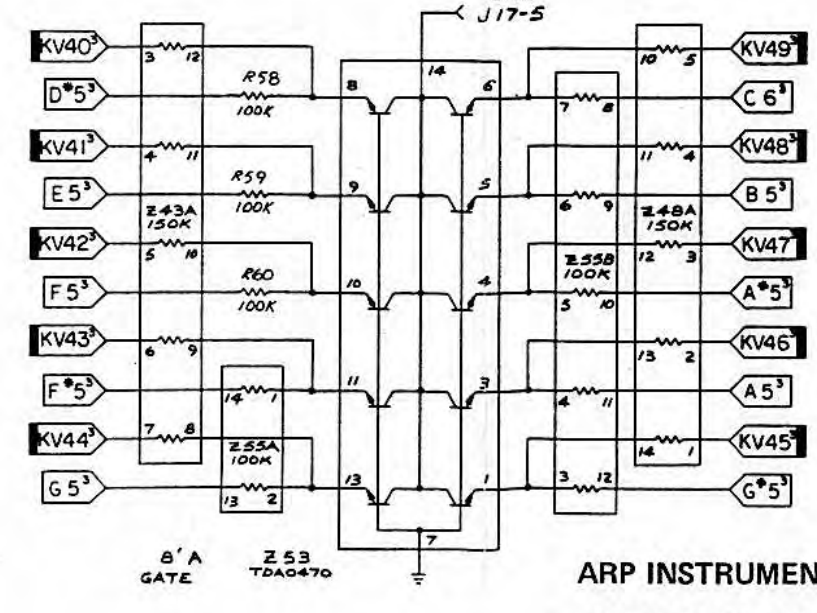 J17-5
KV40³ 3 12 14 10 5 KV49³
D#5³ R58 100K 8 6 7 8 C6³
KV41³ 4 11 11 4 KV48³
E5³ R59 100K 9 5 6 9 B5³
Z43A 150K Z48A 150K
KV42³ 5 10 12 3 KV47³
Z55B 100K
F5³ R60 100K 10 4 5 10 A#5³
KV43³ 6 9 13 2 KV46³
F#5³ 14 1 11 3 4 11 A5³
KV44³ 7 8 14 1 KV45³
Z55A 100K
G5³ 13 2 13 1 3 12 G#5³
7
8'A GATE
Z53 TDA0470
ARP INSTRUMEN